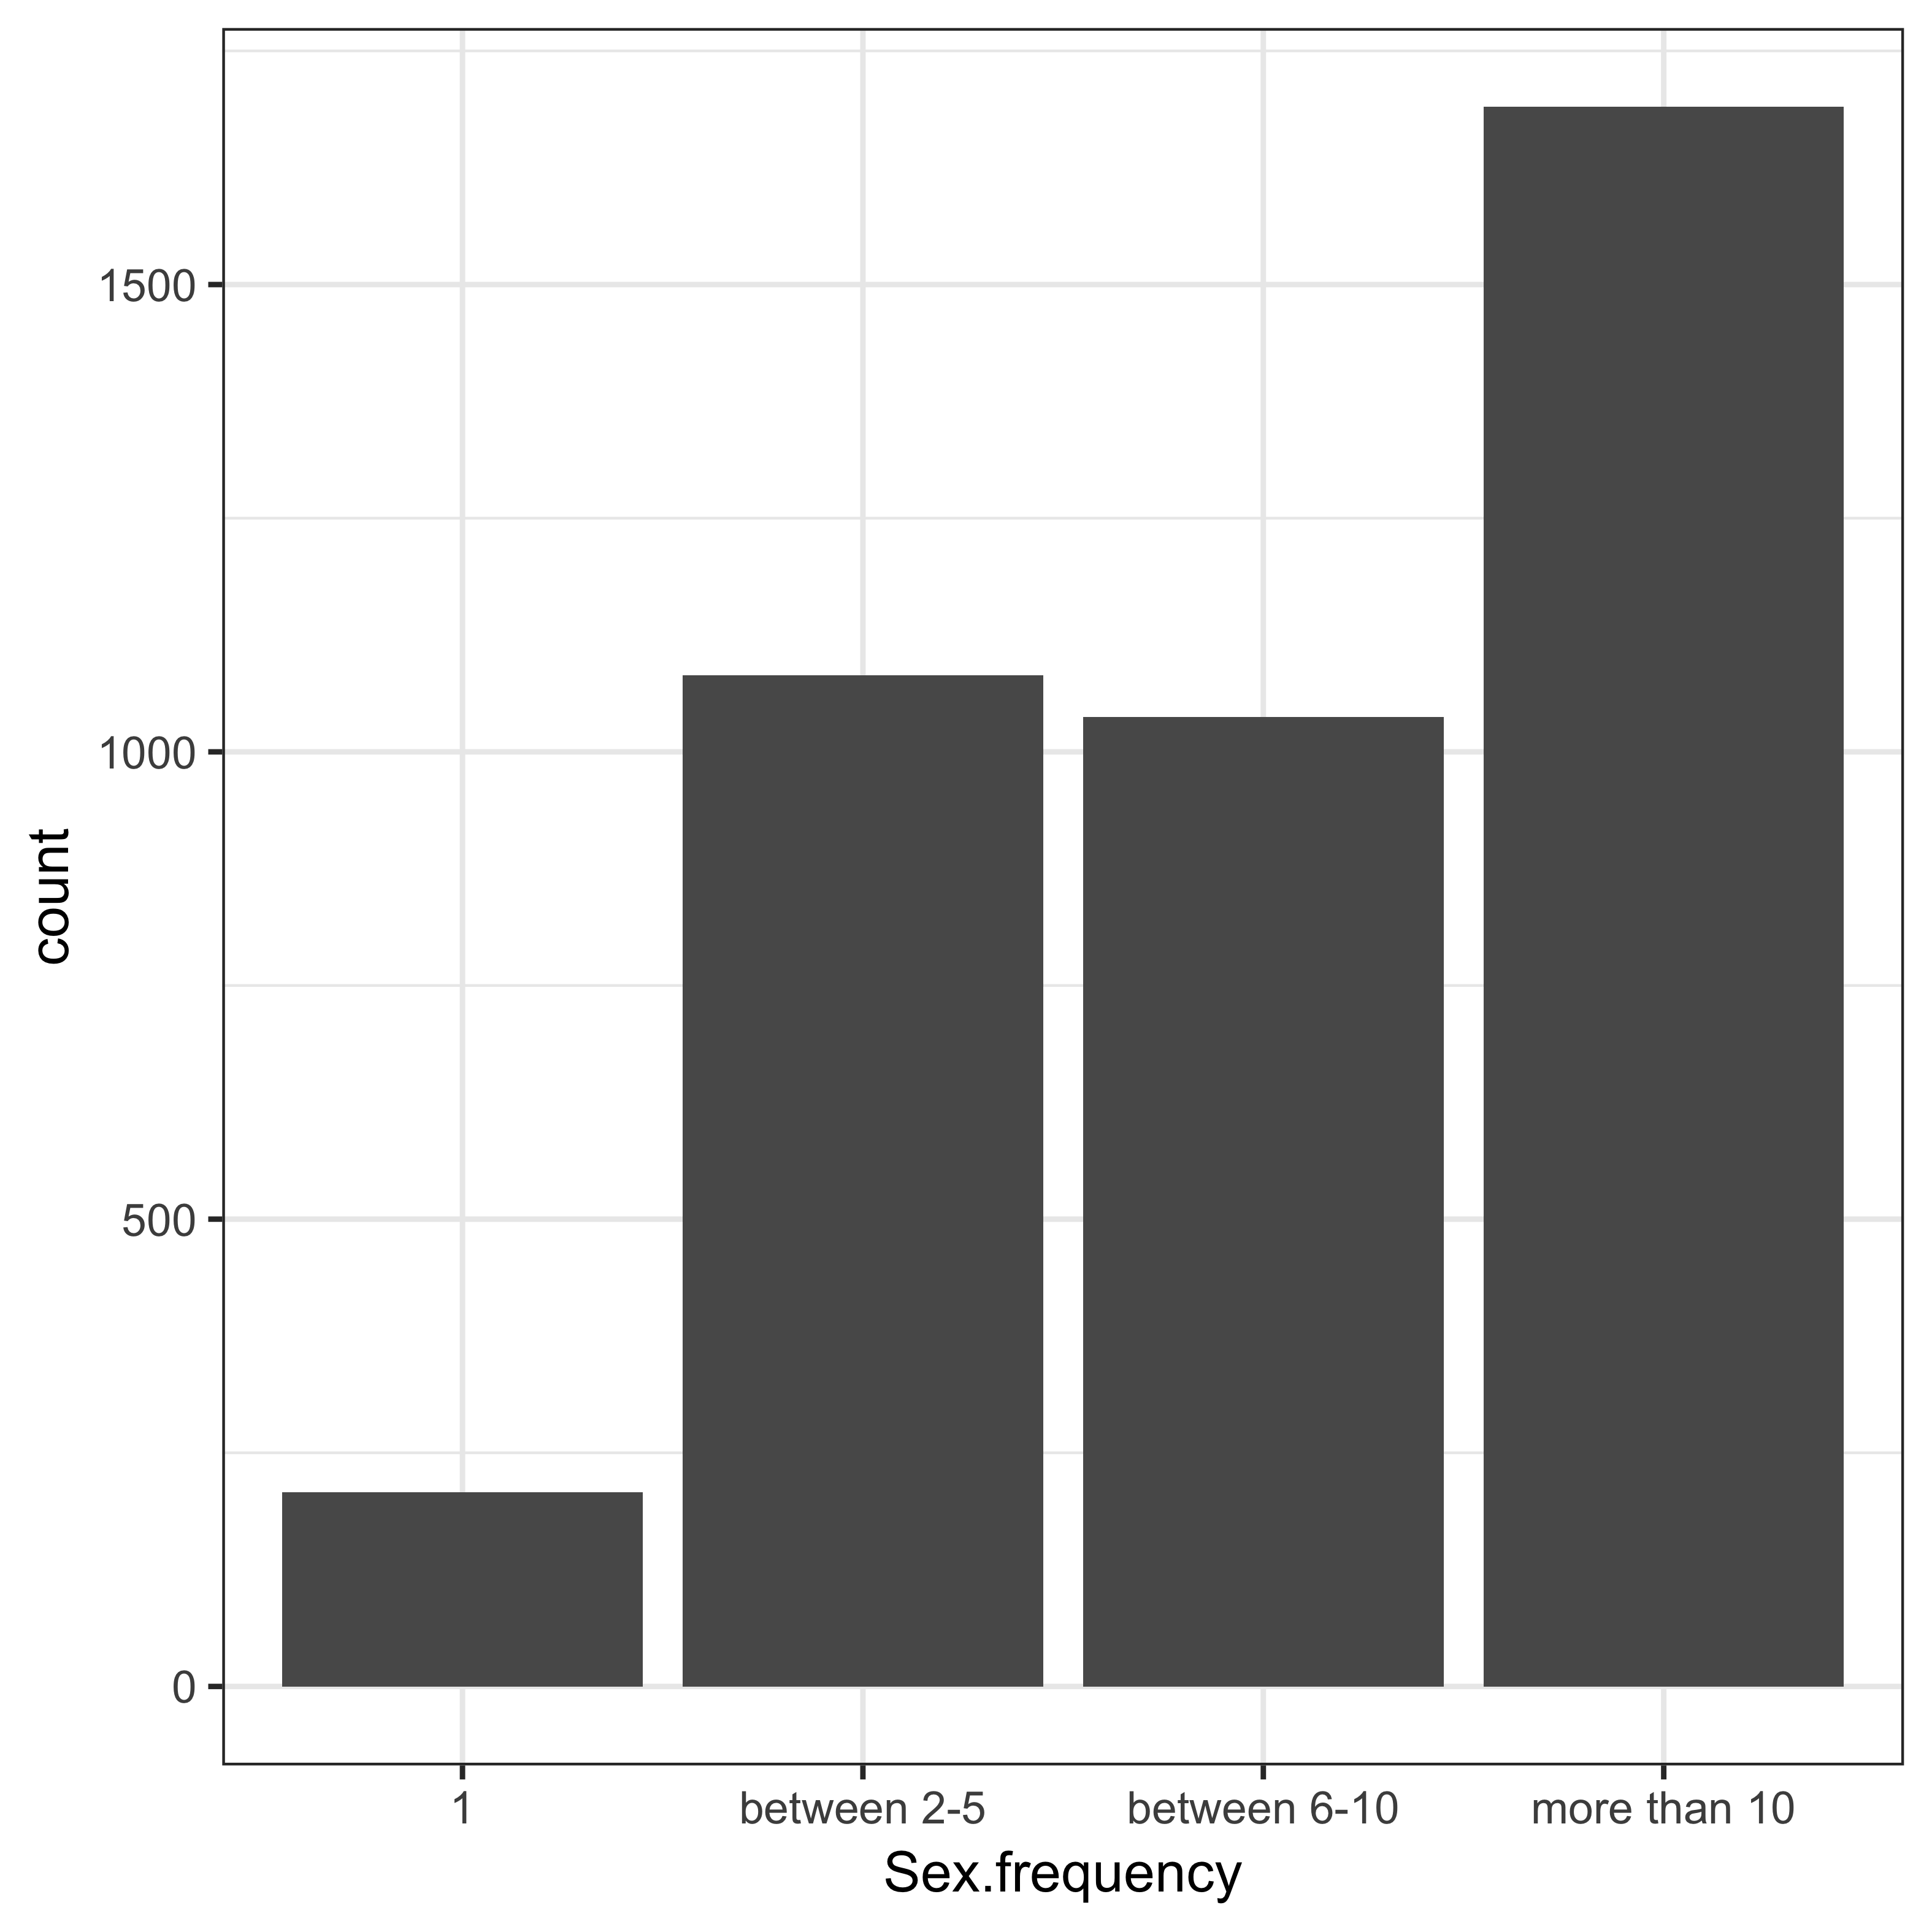 1500
1000
500
0
count
1
between 2-5
between 6-10
more than 10
Sex.frequency